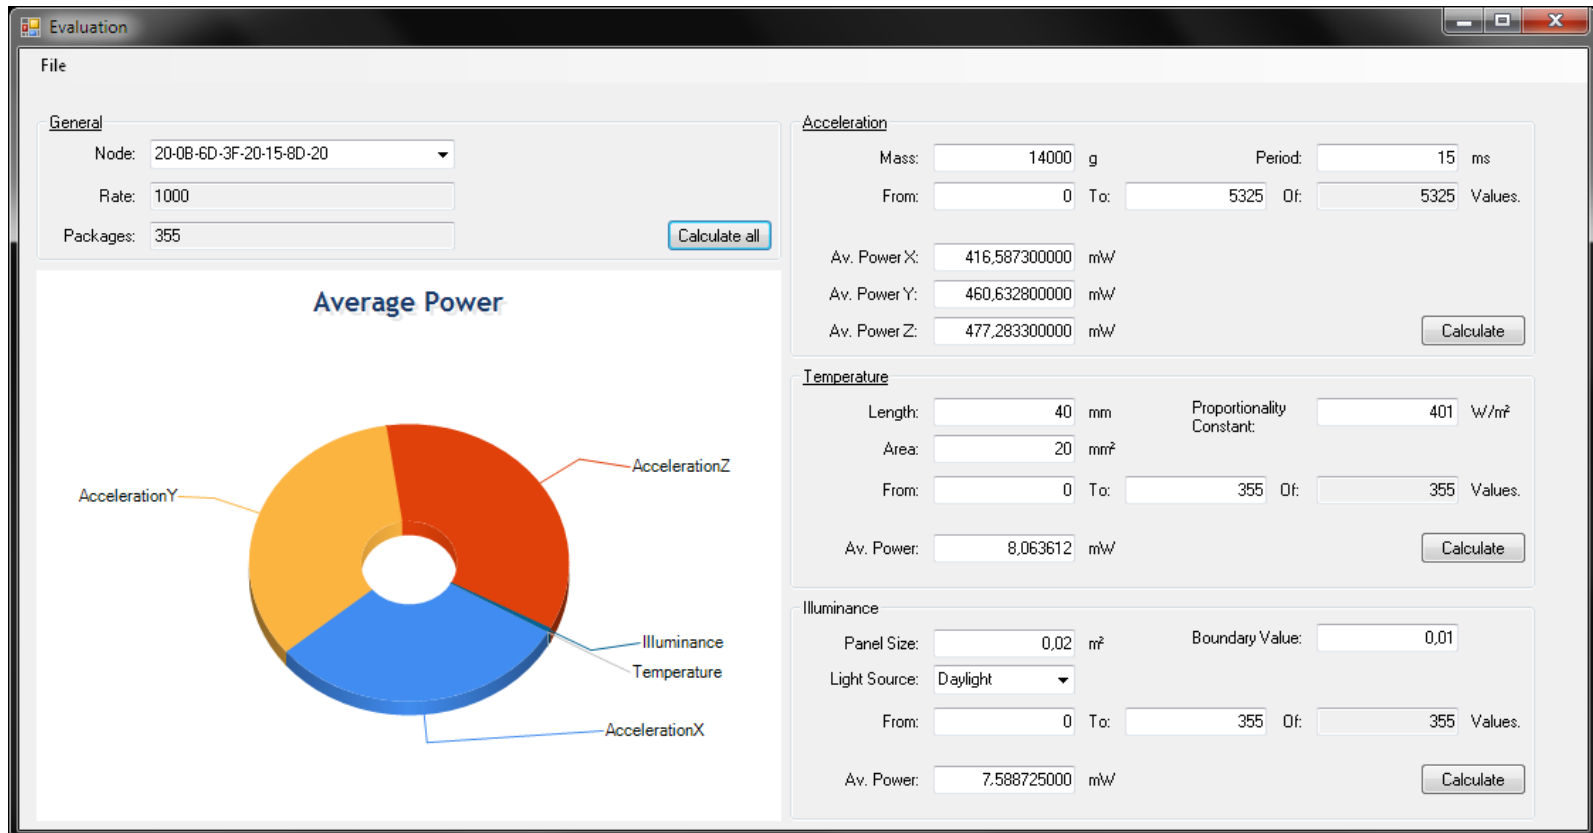 Evaluation
File
General
Node: 20-0B-6D-3F-20-15-8D-20
Rate: 1000
Packages: 355
Calculate all
Average Power
AccelerationZ
AccelerationY
Illuminance
Temperature
AccelerationX
Acceleration
Mass: 14000 g Period: 15 ms
From: 0 To: 5325 Of: 5325 Values.
Av. Power X: 416,587300000 mW
Av. Power Y: 460,632800000 mW
Av. Power Z: 477,283300000 mW
Calculate
Temperature
Length: 40 mm Proportionality
Constant: 401 W/m²
Area: 20 mm²
From: 0 To: 355 Of: 355 Values.
Av. Power: 8,063612 mW Calculate
Illuminance
Panel Size: 0,02 m² Boundary Value: 0,01
Light Source: Daylight
From: 0 To: 355 Of: 355 Values.
Av. Power: 7,588725000 mW Calculate